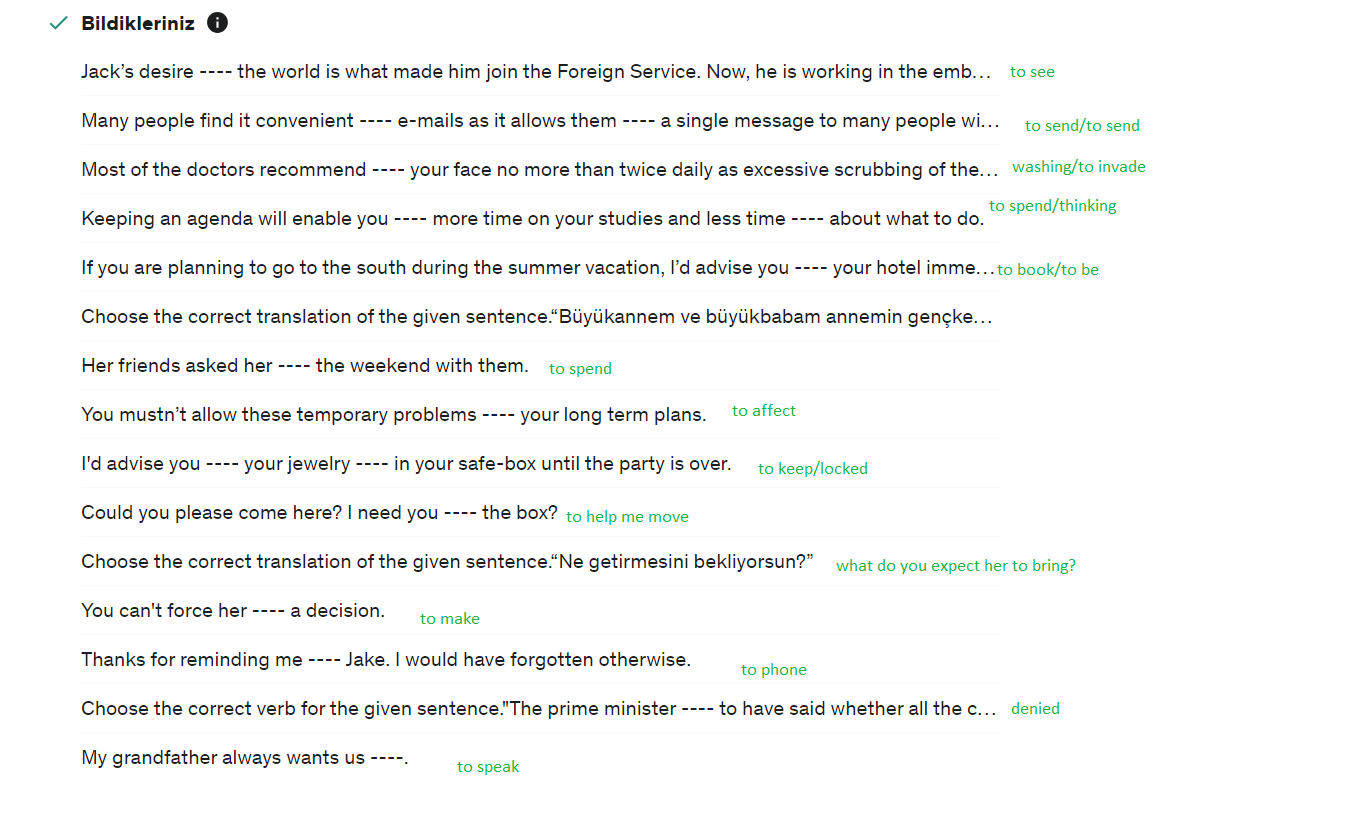 Bildikleriniz
Jack’s desire ---- the world is what made him join the Foreign Service. Now, he is working in the emb… to see
Many people find it convenient ---- e-mails as it allows them ---- a single message to many people wi… to send/to send
Most of the doctors recommend ---- your face no more than twice daily as excessive scrubbing of the… washing/to invade
Keeping an agenda will enable you ---- more time on your studies and less time ---- about what to do. to spend/thinking
If you are planning to go to the south during the summer vacation, I’d advise you ---- your hotel imme… to book/to be
Choose the correct translation of the given sentence.“Büyükannem ve büyükbabam annemin gençke…
Her friends asked her ---- the weekend with them. to spend
You mustn’t allow these temporary problems ---- your long term plans. to affect
I'd advise you ---- your jewelry ---- in your safe-box until the party is over. to keep/locked
Could you please come here? I need you ---- the box? to help me move
Choose the correct translation of the given sentence.“Ne getirmesini bekliyorsun?” what do you expect her to bring?
You can't force her ---- a decision. to make
Thanks for reminding me ---- Jake. I would have forgotten otherwise. to phone
Choose the correct verb for the given sentence."The prime minister ---- to have said whether all the c… denied
My grandfather always wants us ----. to speak